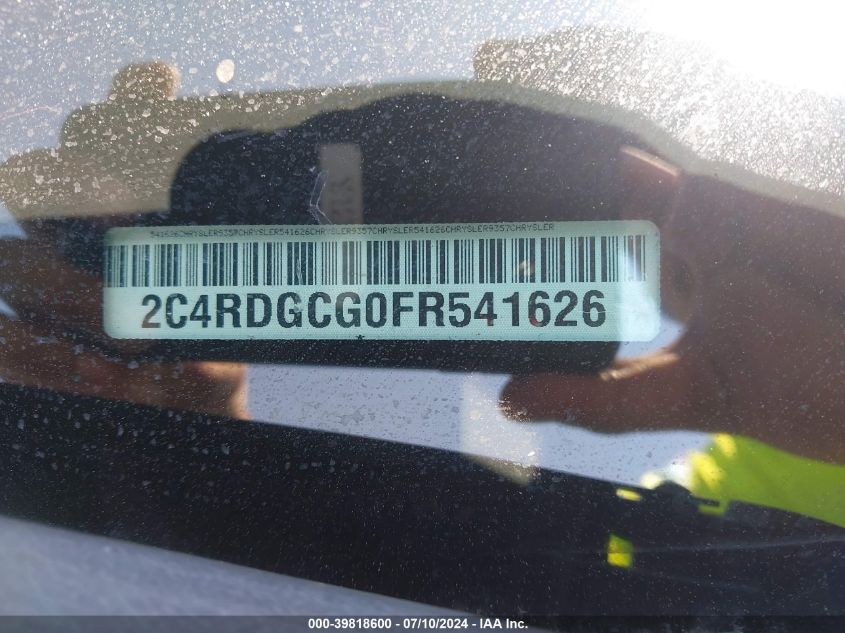 541626CHRYSLER9357CHRYSLER541626CHRYSLER9357CHRYSLER541626CHRYSLER9357CHRYSLER
2C4RDGCG0FR541626
000-39818600 - 07/10/2024 - IAA Inc.